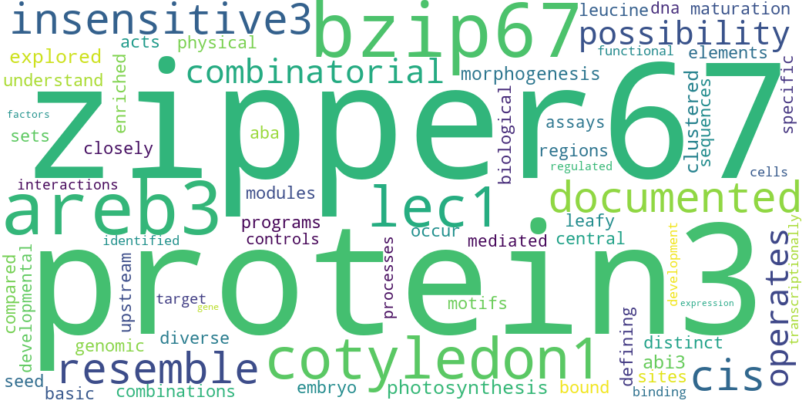 insensitive3 bzip67 leucine dna maturation
acts physical possibility
explored functional elements
understand enriched combinatorial morphogenesis
zipper67
factors sets aba biological assays clustered sequences specific
closely regions
regulated
interactions modules cells
areb3 lec1 documented
programs occur leafy
identified controls mediated central
protein3
compared developmental upstream processes development operates transcriptionally
target gene motifs expression
genomic diverse defining distinct
resemble cotyledon1 abi3 cis
seed sites
basic combinations embryo photosynthesis bound binding